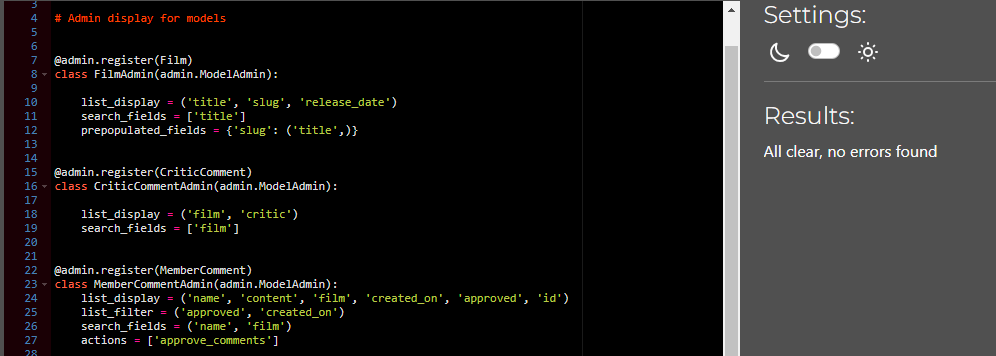 3
4 # Admin display for models
5
6
7 @admin.register(Film)
8 class FilmAdmin(admin.ModelAdmin):
9
10 list_display = ('title', 'slug', 'release_date')
11 search_fields = ['title']
12 prepopulated_fields = {'slug': ('title',)}
13
14
15 @admin.register(CriticComment)
16 class CriticCommentAdmin(admin.ModelAdmin):
17
18 list_display = ('film', 'critic')
19 search_fields = ['film']
20
21
22 @admin.register(MemberComment)
23 class MemberCommentAdmin(admin.ModelAdmin):
24 list_display = ('name', 'content', 'film', 'created_on', 'approved', 'id')
25 list_filter = ('approved', 'created_on')
26 search_fields = ('name', 'film')
27 actions = ['approve_comments']
28
Settings:
Results:
All clear, no errors found